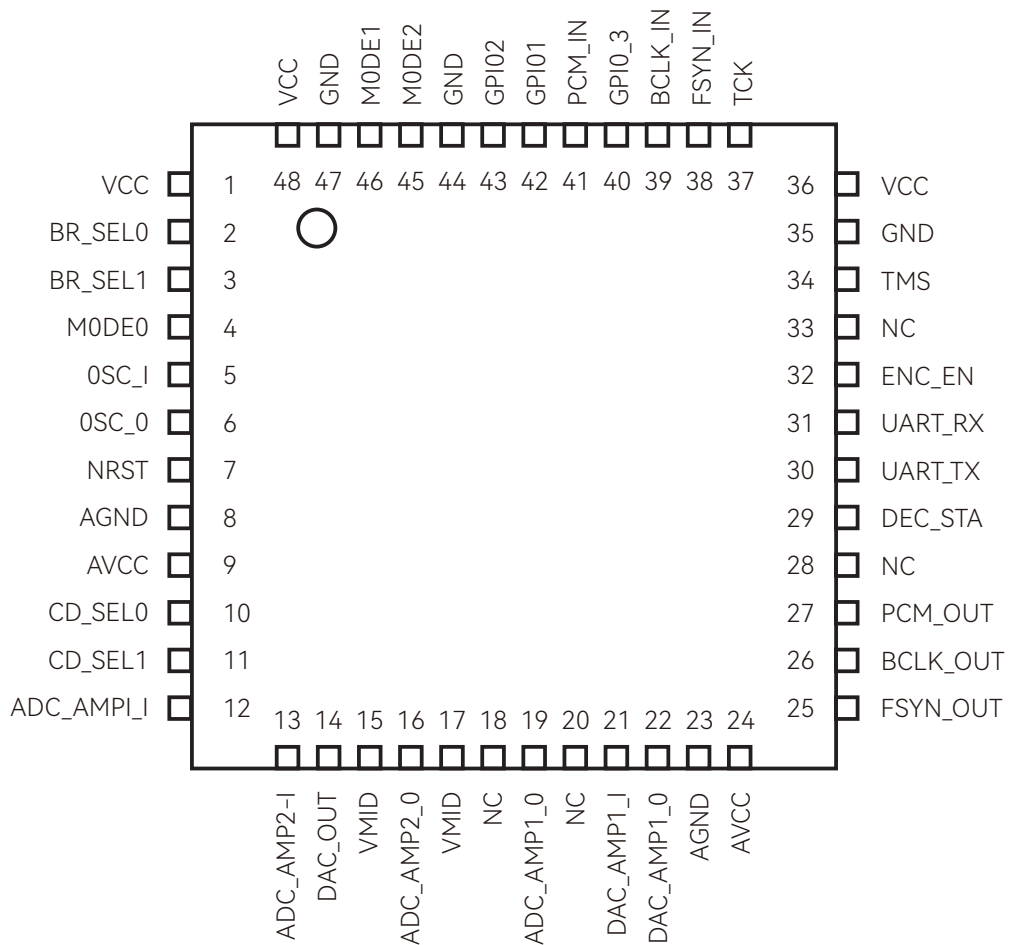 VCC
GND
M0DE1
M0DE2
GND
GPI02
GPI01
PCM_IN
GPI0_3
BCLK_IN
FSYN_IN
TCK
48 47 46 45 44 43 42 41 40 39 38 37
VCC 1
BR_SEL0 2
BR_SEL1 3
M0DE0 4
0SC_I 5
0SC_0 6
NRST 7
AGND 8
AVCC 9
CD_SEL0 10
CD_SEL1 11
ADC_AMPI_I 12
36 VCC
35 GND
34 TMS
33 NC
32 ENC_EN
31 UART_RX
30 UART_TX
29 DEC_STA
28 NC
27 PCM_OUT
26 BCLK_OUT
25 FSYN_OUT
13 14 15 16 17 18 19 20 21 22 23 24
ADC_AMP2-I
DAC_OUT
VMID
ADC_AMP2_0
VMID
NC
ADC_AMP1_0
NC
DAC_AMP1_I
DAC_AMP1_0
AGND
AVCC